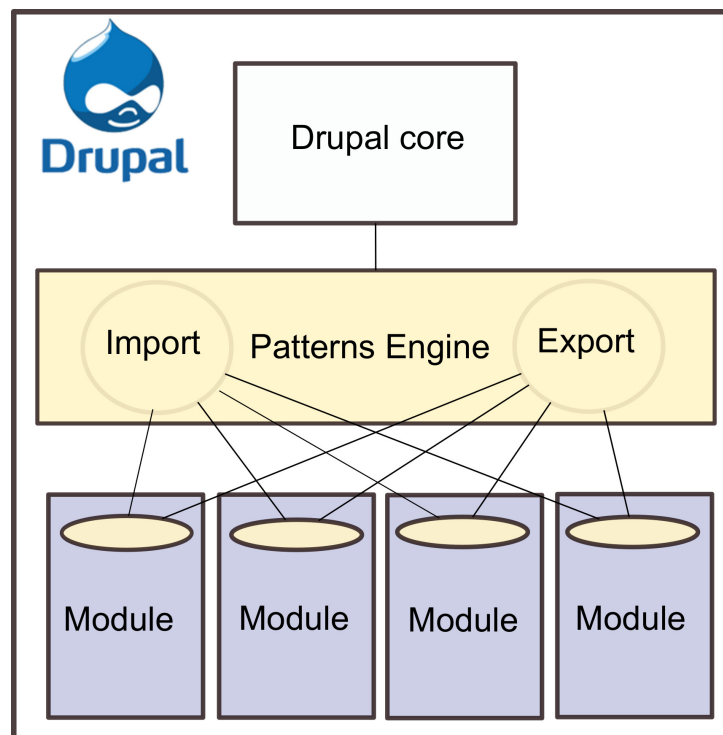 Drupal
Drupal core
Import
Patterns Engine
Export
Module
Module
Module
Module